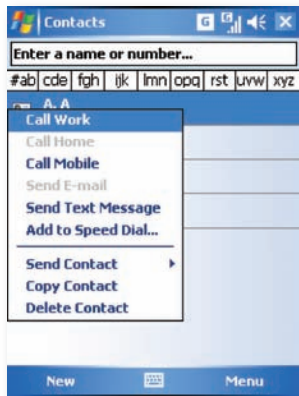 Contacts
Enter a name or number...
#ab cde fgh ijk lmn opq rst uvw xyz
A, A
Call Work
Call Home
Call Mobile
Send E-mail
Send Text Message
Add to Speed Dial...
Send Contact
Copy Contact
Delete Contact
New Menu